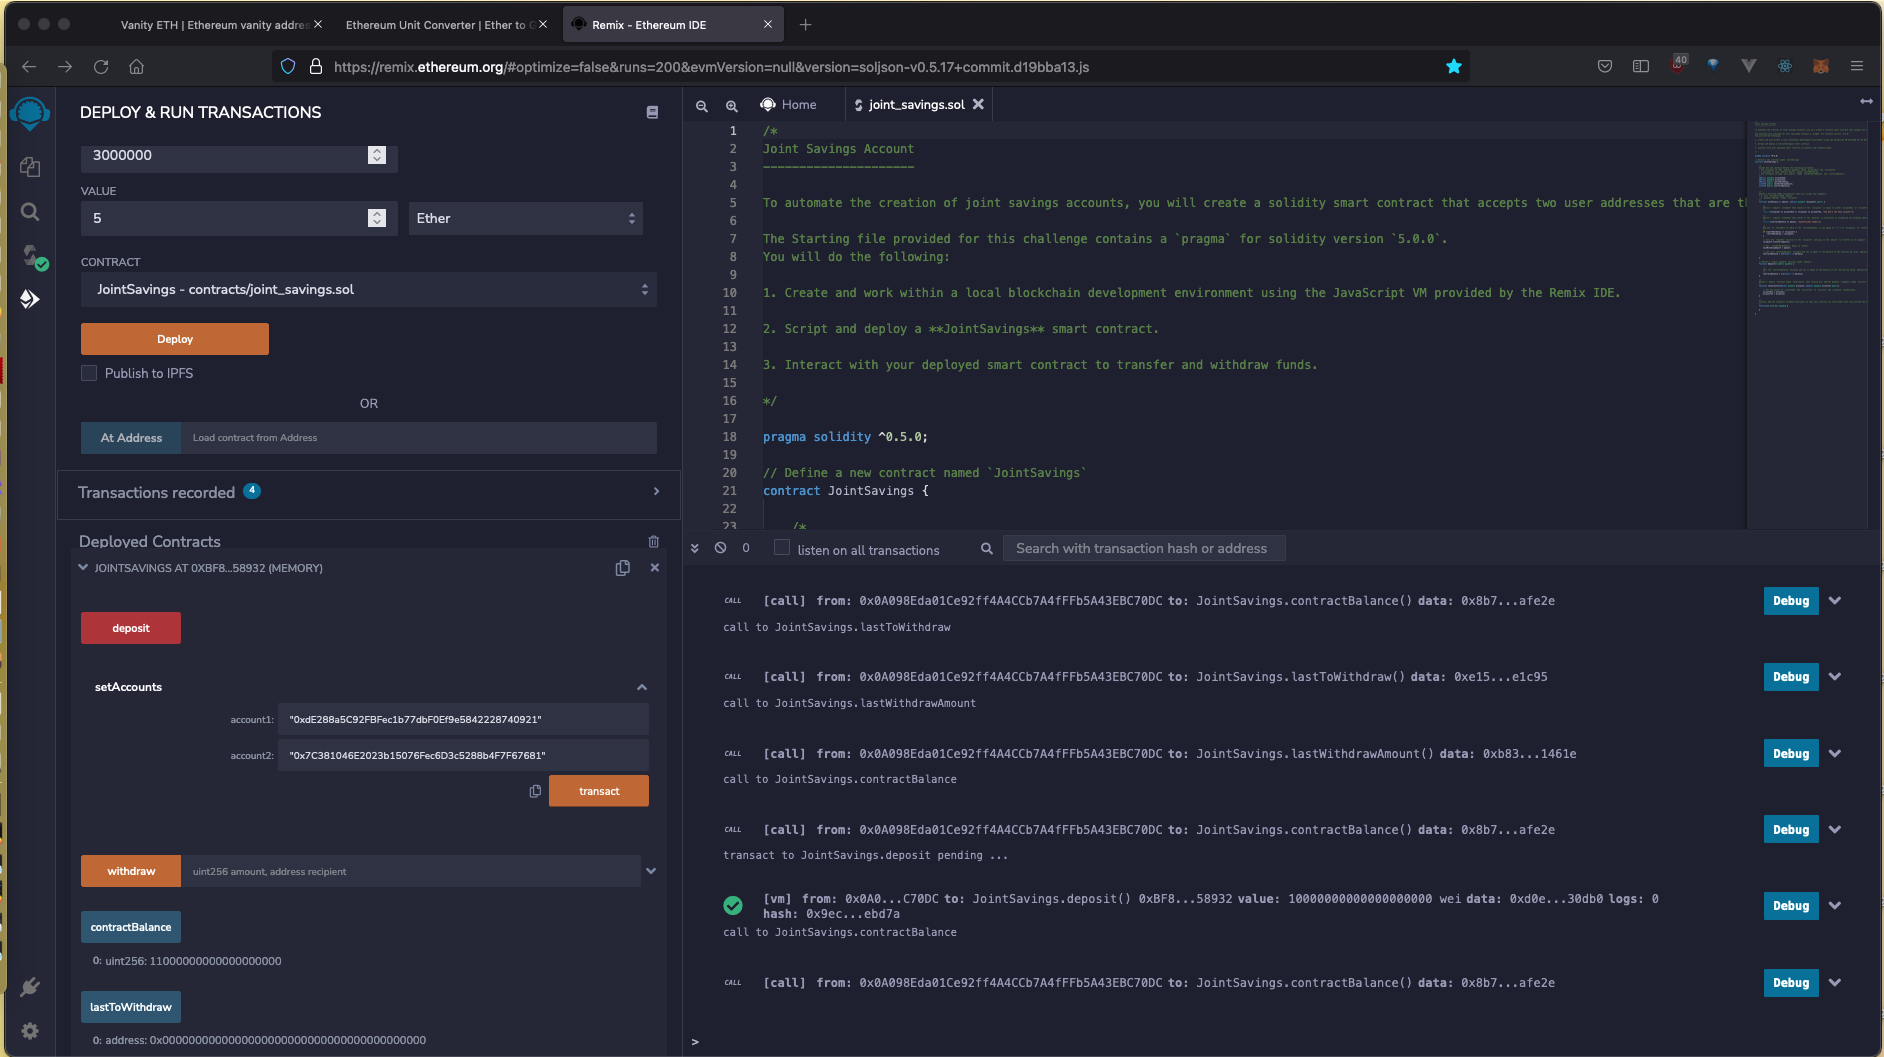 Vanity ETH | Ethereum vanity addres
Ethereum Unit Converter | Ether to G
Remix - Ethereum IDE
https://remix.ethereum.org/#optimize=false&runs=200&evmVersion=null&version=soljson-v0.5.17+commit.d19bba13.js
40
DEPLOY & RUN TRANSACTIONS
3000000
VALUE
5
Ether
CONTRACT
JointSavings - contracts/joint_savings.sol
Deploy
Publish to IPFS
OR
At Address
Load contract from Address
Transactions recorded 4
Deployed Contracts
JOINTSAVINGS AT 0XBF8...58932 (MEMORY)
deposit
setAccounts
account1: "0xdE288a5C92FBFec1b77dbF0Ef9e5842228740921"
account2: "0x7C381046E2023b15076Fec6D3c5288b4F7F67681"
transact
withdraw
uint256 amount, address recipient
contractBalance
0: uint256: 11000000000000000000
lastToWithdraw
0: address: 0x0000000000000000000000000000000000000000
Home
joint_savings.sol
1 /*
2 Joint Savings Account
3 ---------------------
4
5 To automate the creation of joint savings accounts, you will create a solidity smart contract that accepts two user addresses that are th
6
7 The Starting file provided for this challenge contains a `pragma` for solidity version `5.0.0`.
8 You will do the following:
9
10 1. Create and work within a local blockchain development environment using the JavaScript VM provided by the Remix IDE.
11
12 2. Script and deploy a **JointSavings** smart contract.
13
14 3. Interact with your deployed smart contract to transfer and withdraw funds.
15
16 */
17
18 pragma solidity ^0.5.0;
19
20 // Define a new contract named `JointSavings`
21 contract JointSavings {
22
23 /*
0
listen on all transactions
Search with transaction hash or address
CALL [call] from: 0x0A098Eda01Ce92ff4A4CCb7A4fFFb5A43EBC70DC to: JointSavings.contractBalance() data: 0x8b7...afe2e Debug
call to JointSavings.lastToWithdraw
CALL [call] from: 0x0A098Eda01Ce92ff4A4CCb7A4fFFb5A43EBC70DC to: JointSavings.lastToWithdraw() data: 0xe15...e1c95 Debug
call to JointSavings.lastWithdrawAmount
CALL [call] from: 0x0A098Eda01Ce92ff4A4CCb7A4fFFb5A43EBC70DC to: JointSavings.lastWithdrawAmount() data: 0xb83...1461e Debug
call to JointSavings.contractBalance
CALL [call] from: 0x0A098Eda01Ce92ff4A4CCb7A4fFFb5A43EBC70DC to: JointSavings.contractBalance() data: 0x8b7...afe2e Debug
transact to JointSavings.deposit pending ...
[vm] from: 0x0A0...C70DC to: JointSavings.deposit() 0xBF8...58932 value: 10000000000000000000 wei data: 0xd0e...30db0 logs: 0 Debug
hash: 0x9ec...ebd7a
call to JointSavings.contractBalance
CALL [call] from: 0x0A098Eda01Ce92ff4A4CCb7A4fFFb5A43EBC70DC to: JointSavings.contractBalance() data: 0x8b7...afe2e Debug
>